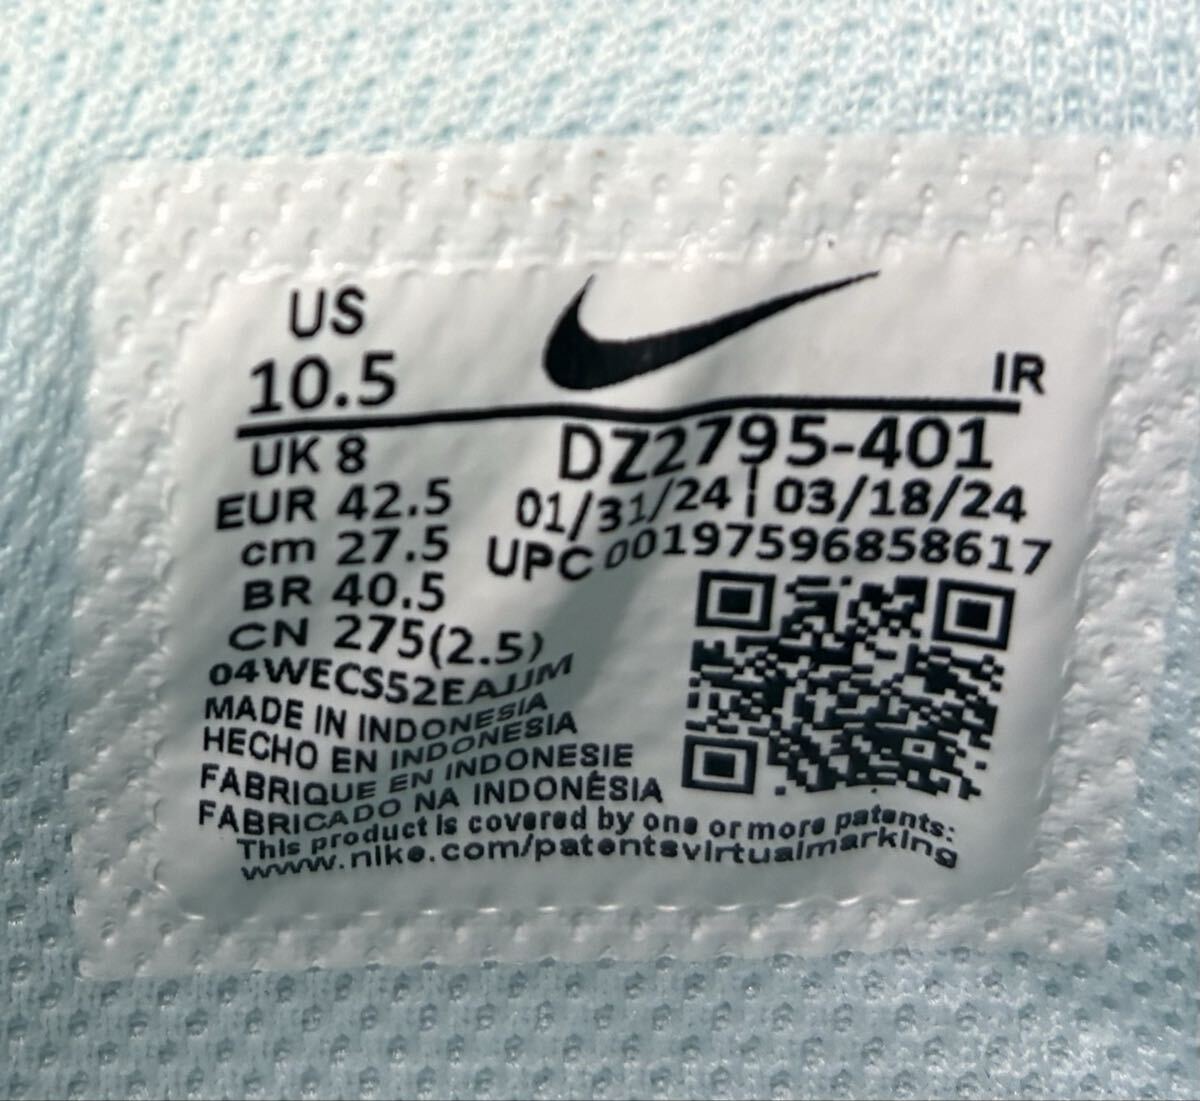 US
10.5
IR
UK 8
DZ2795-401
EUR 42.5
01/31/24 | 03/18/24
cm 27.5
UPC 00197596858617
BR 40.5
CN 275(2.5)
04WECS52EAJJM
MADE IN INDONESIA
HECHO EN INDONESIA
FABRIQUE EN INDONESIE
FABRICADO NA INDONÉSIA
This product is covered by one or more patents:
www.nike.com/patentsvirtualmarking